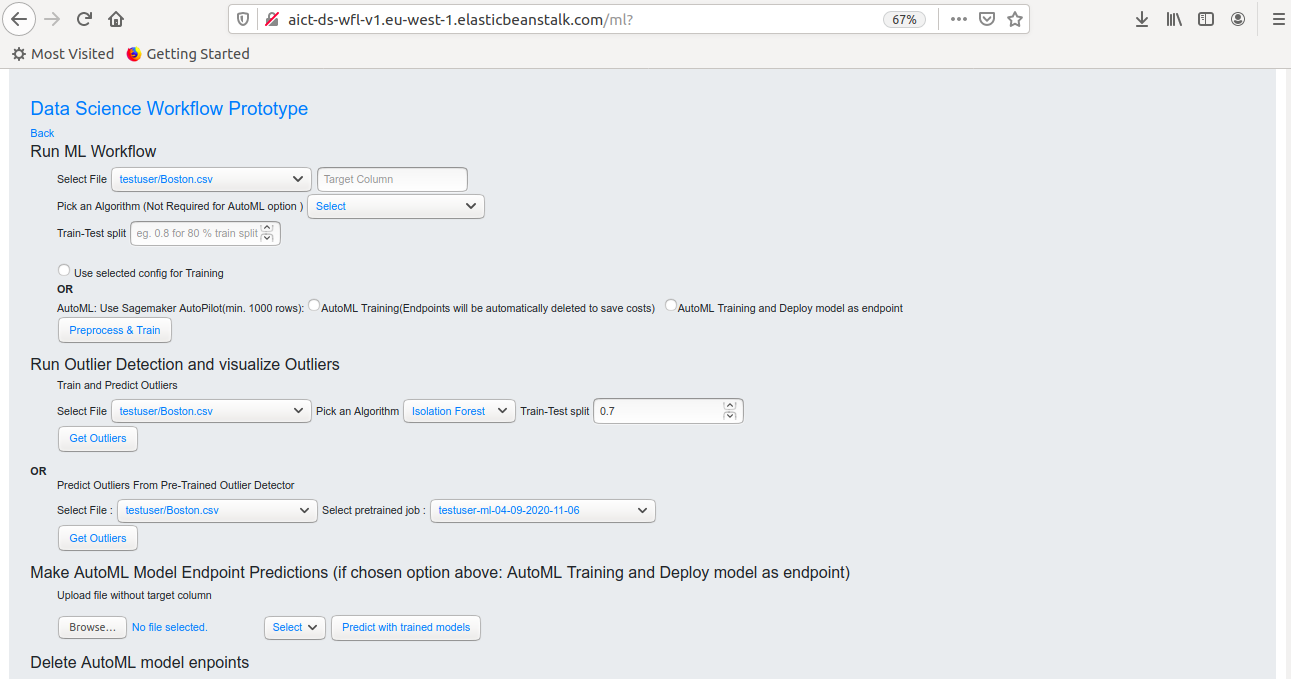 aict-ds-wfl-v1.eu-west-1.elasticbeanstalk.com/ml? 67%
Most Visited Getting Started
Data Science Workflow Prototype
Back
Run ML Workflow
Select File testuser/Boston.csv Target Column
Pick an Algorithm (Not Required for AutoML option ) Select
Train-Test split eg. 0.8 for 80 % train split
Use selected config for Training
OR
AutoML: Use Sagemaker AutoPilot(min. 1000 rows): AutoML Training(Endpoints will be automatically deleted to save costs) AutoML Training and Deploy model as endpoint
Preprocess & Train
Run Outlier Detection and visualize Outliers
Train and Predict Outliers
Select File testuser/Boston.csv Pick an Algorithm Isolation Forest Train-Test split 0.7
Get Outliers
OR
Predict Outliers From Pre-Trained Outlier Detector
Select File : testuser/Boston.csv Select pretrained job : testuser-ml-04-09-2020-11-06
Get Outliers
Make AutoML Model Endpoint Predictions (if chosen option above: AutoML Training and Deploy model as endpoint)
Upload file without target column
Browse... No file selected. Select Predict with trained models
Delete AutoML model enpoints